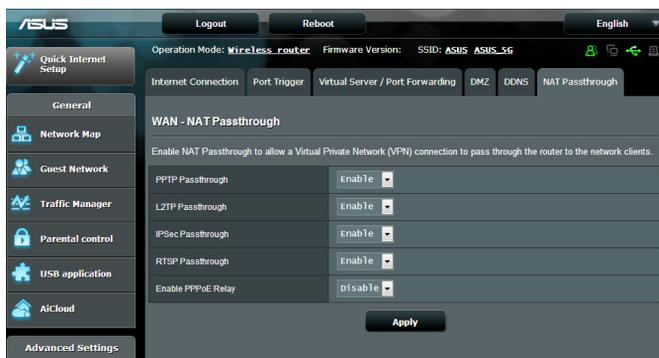 ASUS
Logout
Reboot
English
Operation Mode: Wireless router Firmware Version: SSID: ASUS ASUS_5G
Quick Internet
Setup
Internet Connection
Port Trigger
Virtual Server / Port Forwarding
DMZ
DDNS
NAT Passthrough
General
Network Map
Guest Network
Traffic Manager
Parental control
USB application
AiCloud
Advanced Settings
WAN - NAT Passthrough
Enable NAT Passthrough to allow a Virtual Private Network (VPN) connection to pass through the router to the network clients.
PPTP Passthrough Enable
L2TP Passthrough Enable
IPSec Passthrough Enable
RTSP Passthrough Enable
Enable PPPoE Relay Disable
Apply